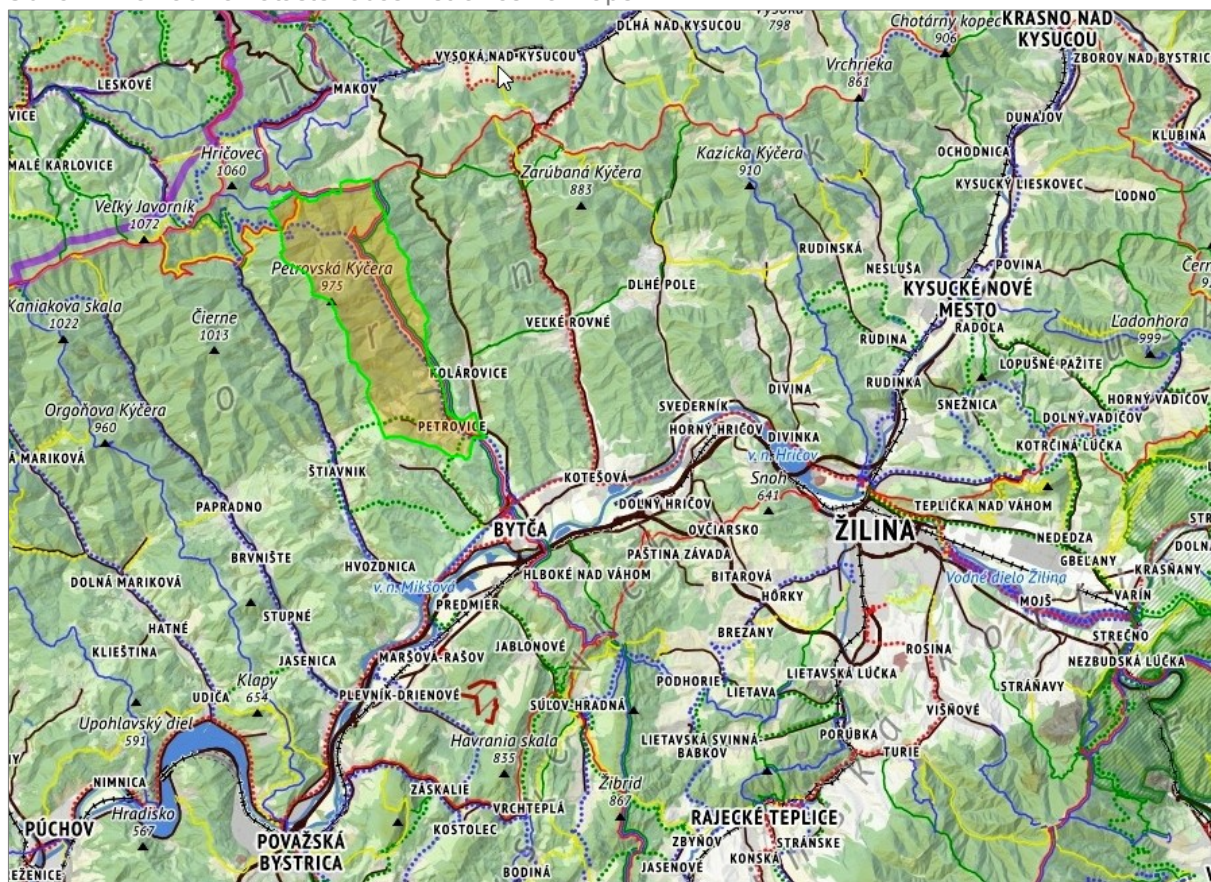 VYSOKÁ NAD KYSUCOU
DLHÁ NAD KYSUCOU
798
Chotárny kopec
906
KRÁSNO NAD
KYSUCOU
ZBOROV NAD BYSTRIC
LESKOVÉ
MAKOV
Vrchrieka
861
DUNAJOV
VICE
KLUBINA
MALÉ KARLOVICE
Hričovec
1060
Zarúbaná Kýčera
883
Kazicka Kýčera
910
OCHODNICA
KYSUCKÝ LIESKOVEC
LODNO
Veľký Javorník
1072
RUDINSKÁ
NESLUŠA
POVINA
Petrovská Kýčera
975
DLHÉ POLE
KYSUCKÉ NOVÉ
MESTO
Kaniakova skala
1022
Čierne
1013
VEĽKÉ ROVNÉ
RADOĽA
Ľadonhora
999
RUDINA
LOPUŠNÉ PAŽITE
KOLÁROVICE
RUDINKA
DIVINA
Orgoňova Kýčera
960
SVEDERNÍK
SNEŽNICA
HORNÝ VADIČOV
DOLNÝ VADIČOV
PETROVICE
HORNÝ HRIČOV
DIVINKA
KOTRČINÁ LÚČKA
Á MARIKOVÁ
v. n. Hričov
ŠTIAVNIK
KOTEŠOVÁ
Snoh
641
PAPRADNO
DOLNÝ HRIČOV
TEPLIČKA NAD VÁHOM
BYTČA
OVČIARSKO
ŽILINA
NEDEDZA
BRVNIŠTE
PAŠTINA ZÁVADA
GBEĽANY
HVOZDNICA
HLBOKÉ NAD VÁHOM
BITAROVÁ
KRASŇANY
DOLNÁ MARIKOVÁ
v. n. Mikšová
Vodné dielo Žilina
HÔRKY
VARÍN
PREDMIER
MOJŠ
STUPNÉ
HATNÉ
BREZANY
STREČNO
JABLONOVÉ
ROSINA
KLIEŠTINA
JASENICA
MARŠOVÁ-RAŠOV
NEZBUDSKÁ LÚČKA
LIETAVSKÁ LÚČKA
Klapy
654
PODHORIE
LIETAVA
STRÁŇAVY
UDIČA
PLEVNÍK-DRIENOVÉ
SÚĽOV-HRADNÁ
VIŠŇOVÉ
Upohlavský diel
591
PORÚBKA
LIETAVSKÁ SVINNÁ
BABKOV
Havrania skala
835
TURIE
NIMNICA
ZÁSKALIE
Žibrid
867
Hradisko
567
VRCHTEPLÁ
RAJECKÉ TEPLICE
PÚCHOV
POVAŽSKÁ
BYSTRICA
KOSTOLEC
ZBYŇOV
STRÁNSKE
KONSKÁ
BODINÁ
JASENOVÉ